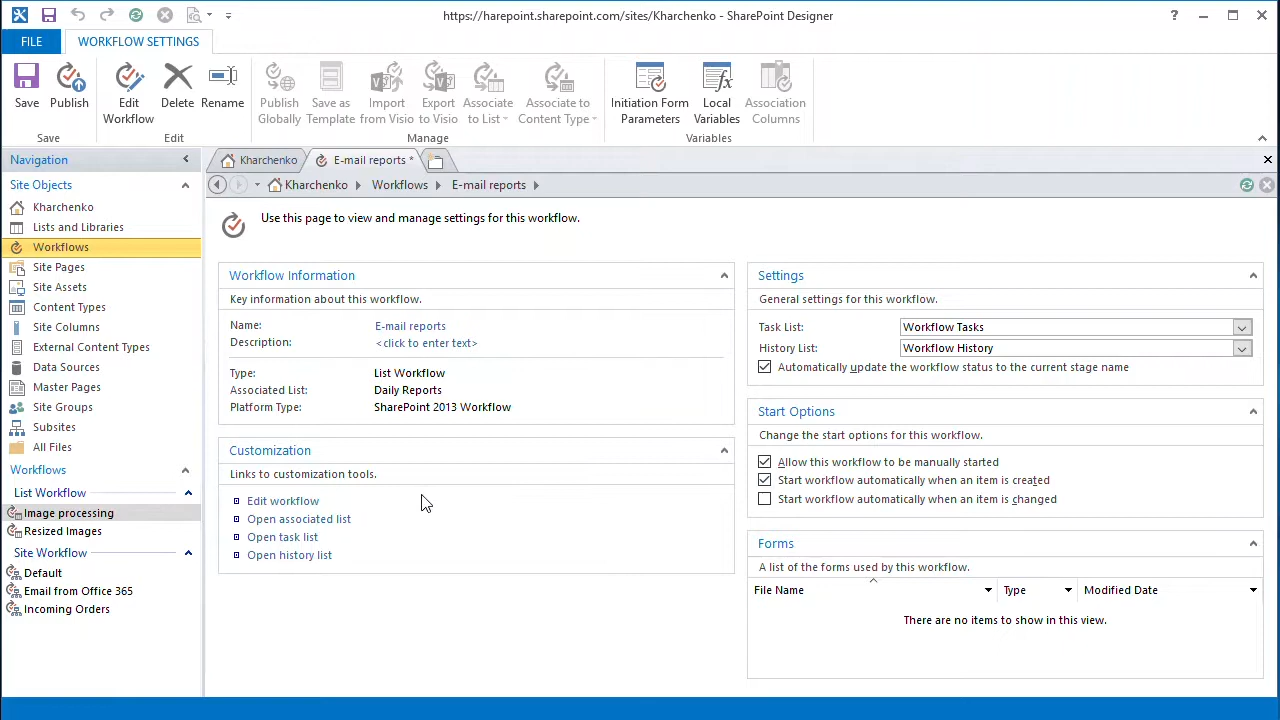 https://harepoint.sharepoint.com/sites/Kharchenko - SharePoint Designer
?
FILE
WORKFLOW SETTINGS
Save
Publish
Edit Workflow
Delete
Rename
Publish Globally
Save as Template
Import from Visio
Export to Visio
Associate to List
Associate to Content Type
Initiation Form Parameters
Local Variables
Association Columns
Save
Edit
Manage
Variables
Navigation
Kharchenko
E-mail reports *
Site Objects
Kharchenko
Workflows
E-mail reports
Kharchenko
Lists and Libraries
Workflows
Site Pages
Site Assets
Content Types
Site Columns
External Content Types
Data Sources
Master Pages
Site Groups
Subsites
All Files
Workflows
List Workflow
Image processing
Resized Images
Site Workflow
Default
Email from Office 365
Incoming Orders
Use this page to view and manage settings for this workflow.
Workflow Information
Key information about this workflow.
Name: E-mail reports
Description: <click to enter text>
Type: List Workflow
Associated List: Daily Reports
Platform Type: SharePoint 2013 Workflow
Customization
Links to customization tools.
Edit workflow
Open associated list
Open task list
Open history list
Settings
General settings for this workflow.
Task List: Workflow Tasks
History List: Workflow History
Automatically update the workflow status to the current stage name
Start Options
Change the start options for this workflow.
Allow this workflow to be manually started
Start workflow automatically when an item is created
Start workflow automatically when an item is changed
Forms
A list of the forms used by this workflow.
File Name Type Modified Date
There are no items to show in this view.